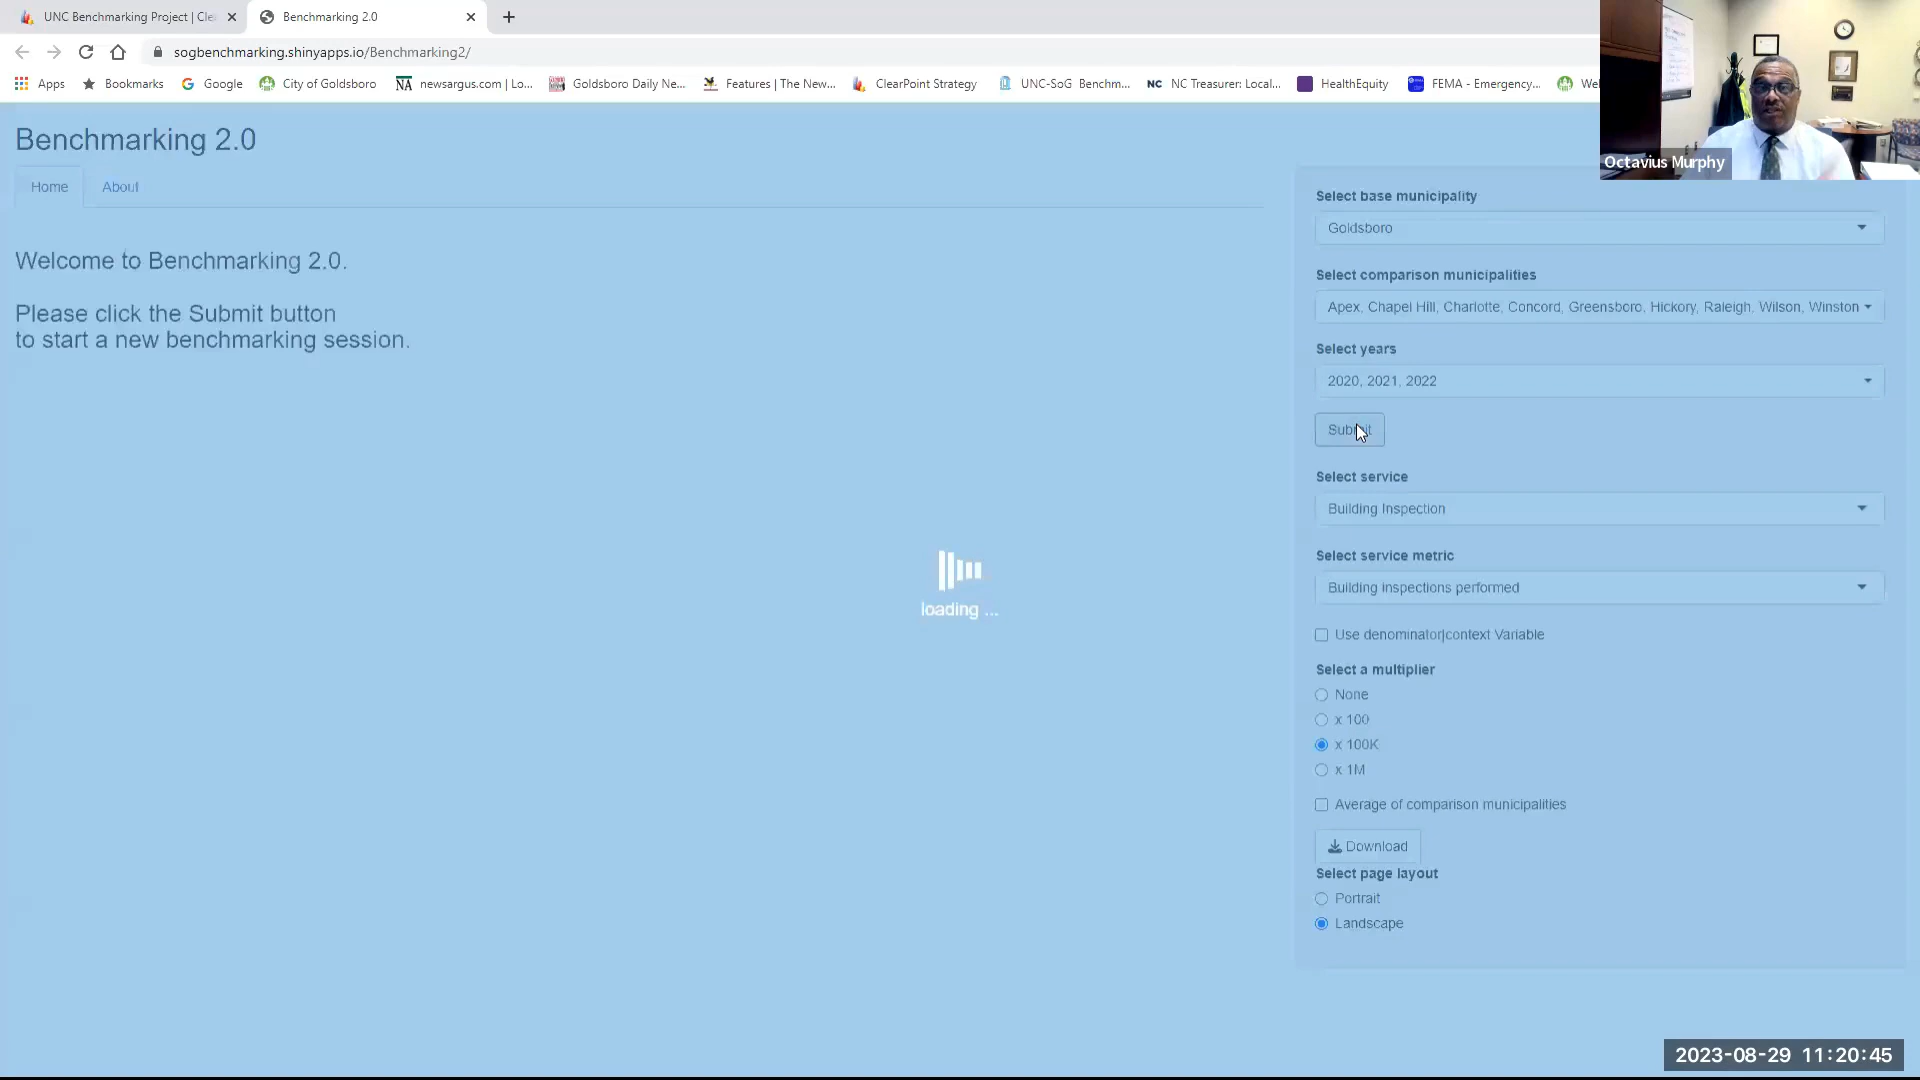 UNC Benchmarking Project | Cle
Benchmarking 2.0
sogbenchmarking.shinyapps.io/Benchmarking2/
Apps
Bookmarks
Google
City of Goldsboro
NA newsargus.com | Lo...
Goldsboro Daily Ne...
Features | The New...
ClearPoint Strategy
UNC-SoG Benchm...
NC NC Treasurer: Local...
HealthEquity
FEMA - Emergency...
Wel
Octavius Murphy
Benchmarking 2.0
Home
About
Welcome to Benchmarking 2.0.
Please click the Submit button
to start a new benchmarking session.
loading ...
Select base municipality
Goldsboro
Select comparison municipalities
Apex, Chapel Hill, Charlotte, Concord, Greensboro, Hickory, Raleigh, Wilson, Winston
Select years
2020, 2021, 2022
Submit
Select service
Building Inspection
Select service metric
Building inspections performed
Use denominator|context Variable
Select a multiplier
None
x 100
x 100K
x 1M
Average of comparison municipalities
Download
Select page layout
Portrait
Landscape
2023-08-29 11:20:45